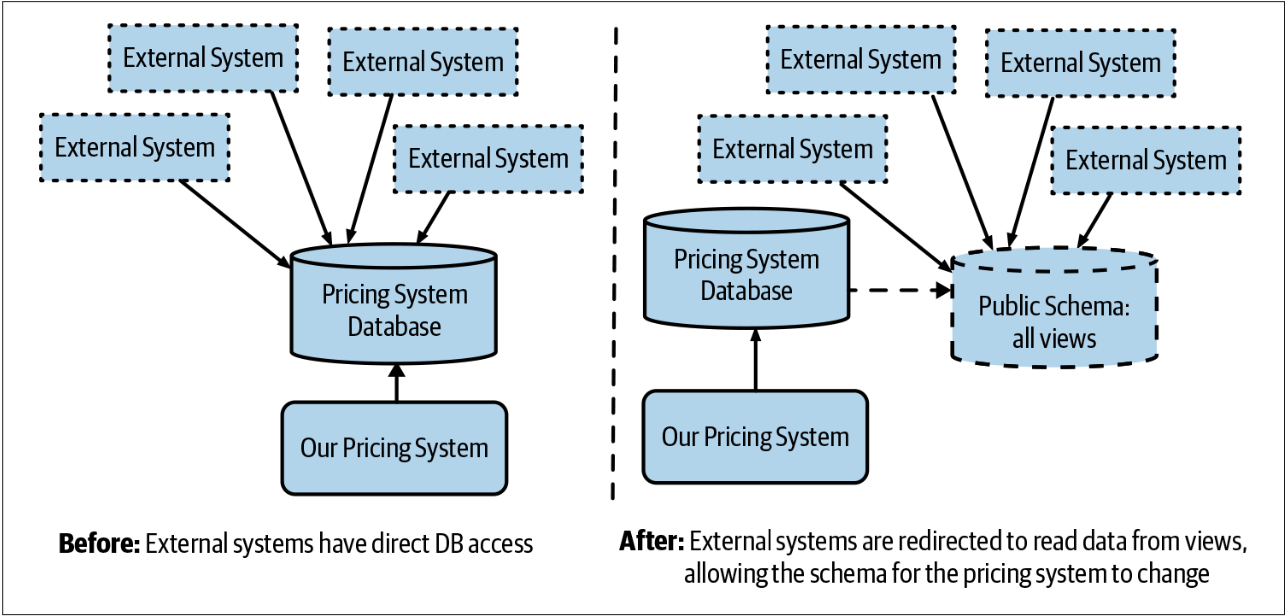 External System
External System
External System
External System
Pricing System
Database
Our Pricing System
Before: External systems have direct DB access
External System
External System
External System
External System
Pricing System
Database
Public Schema:
all views
Our Pricing System
After: External systems are redirected to read data from views,
allowing the schema for the pricing system to change